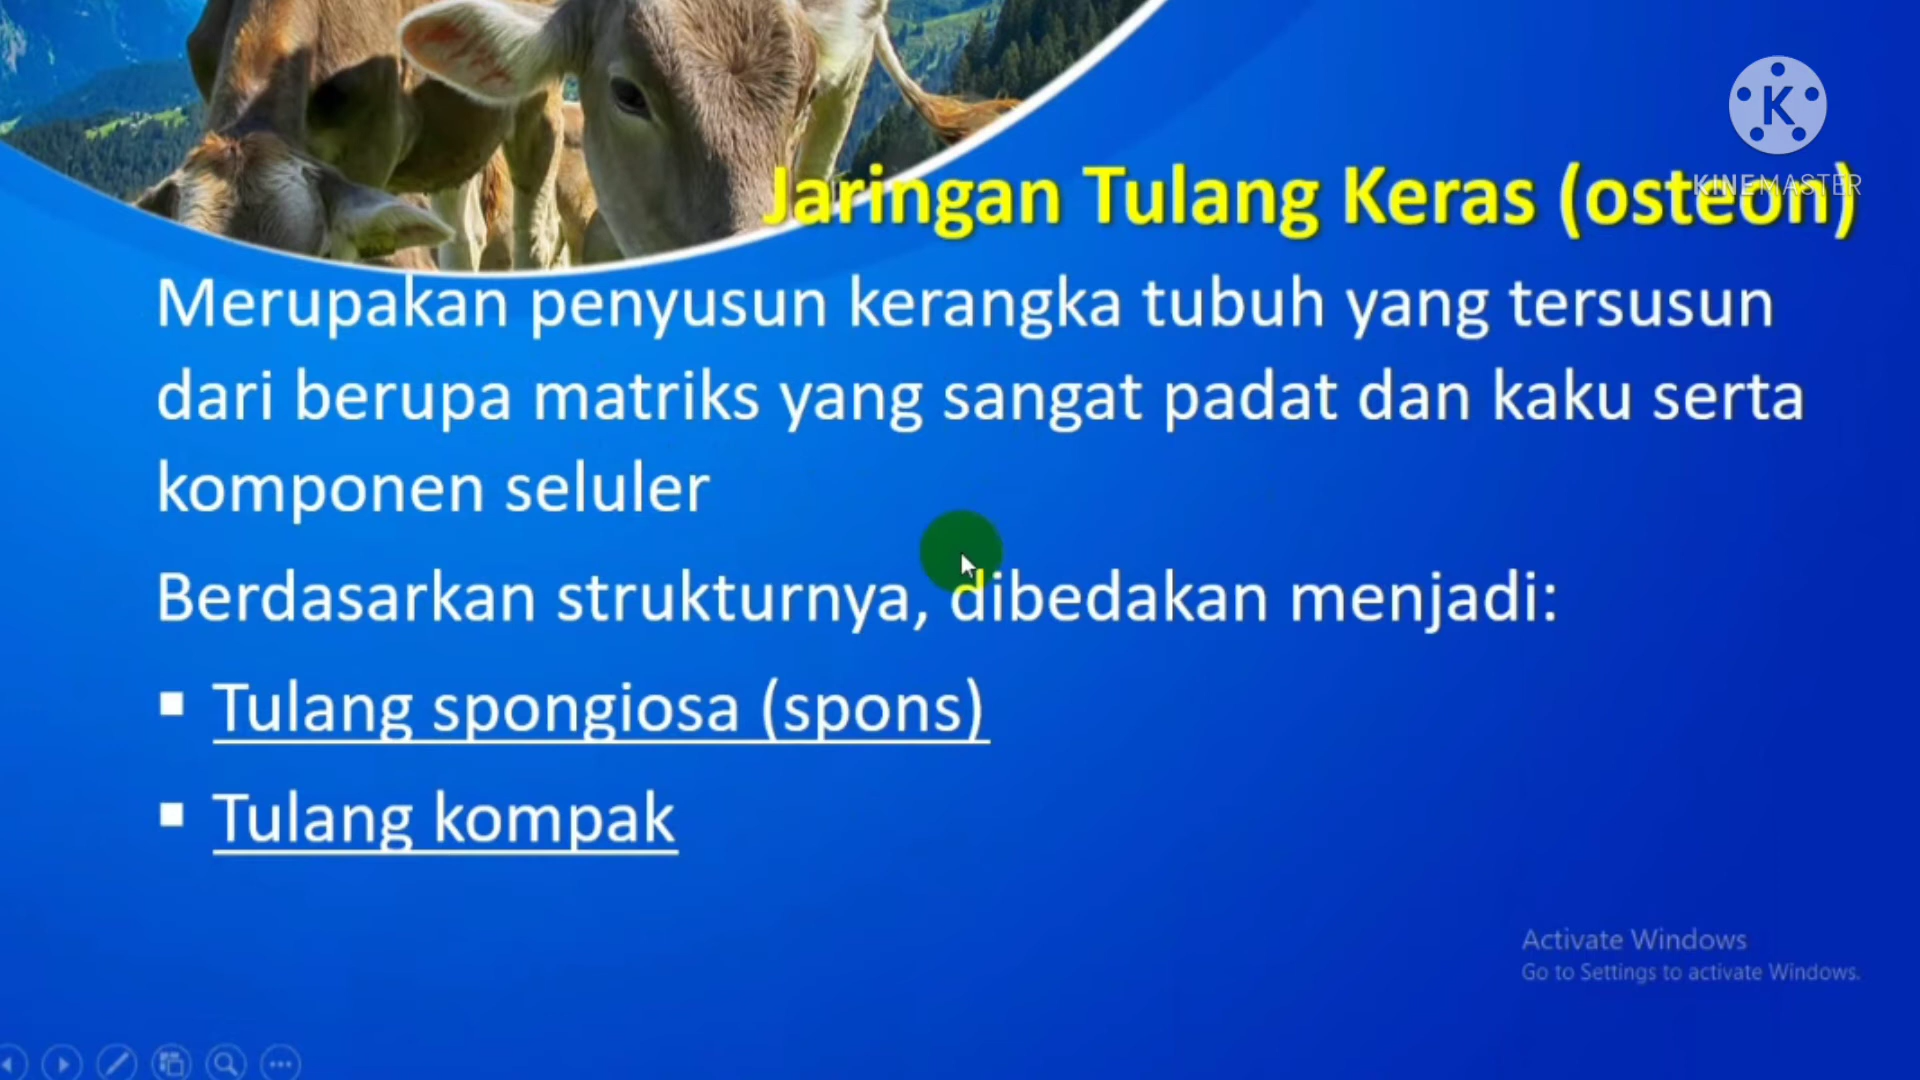 K
KINEMASTER
Jaringan Tulang Keras (osteon)
Merupakan penyusun kerangka tubuh yang tersusun
dari berupa matriks yang sangat padat dan kaku serta
komponen seluler
Berdasarkan strukturnya, dibedakan menjadi:
▪ Tulang spongiosa (spons)
▪ Tulang kompak
Activate Windows
Go to Settings to activate Windows.